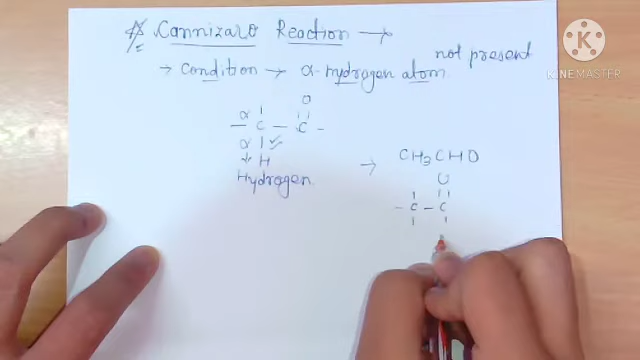 ☆ Cannizaro Reaction →
→ Condition → α-hydrogen atom not present
O
α | ||
— C — C —
α | ✓
H
Hydrogen
→ CH3CHO
O
| ||
– C – C
| |
KINEMASTER